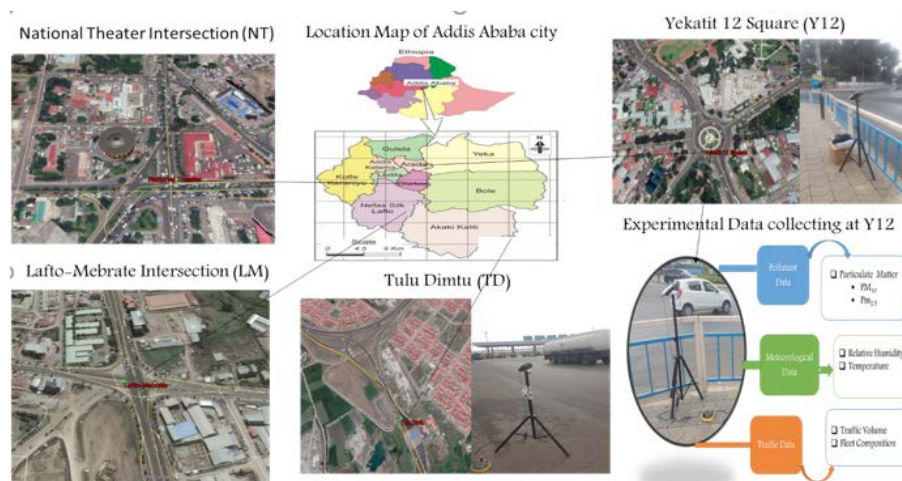 National Theater Intersection (NT)
Location Map of Addis Ababa city
Yekatit 12 Square (Y12)
Ethiopia
Addis Ababa
N
Gulela
Addis
Ketema
Arada
Yeka
Kolfe
Keraniyo
Lideta
Bole
Nefas Silk
Lafto
Akaki Kaliti
Scale
0 4.5 9 Km
Experimental Data collecting at Y12
Pollutant
Data
❑ Particulate Matter
• PM10
• Pm2.5
Lafto-Mebrate Intersection (LM)
Tulu Dimtu (TD)
Meteorological
Data
❑ Relative Humidity
❑ Temperature
Traffic Data
❑ Traffic Volume
❑ Fleet Composition